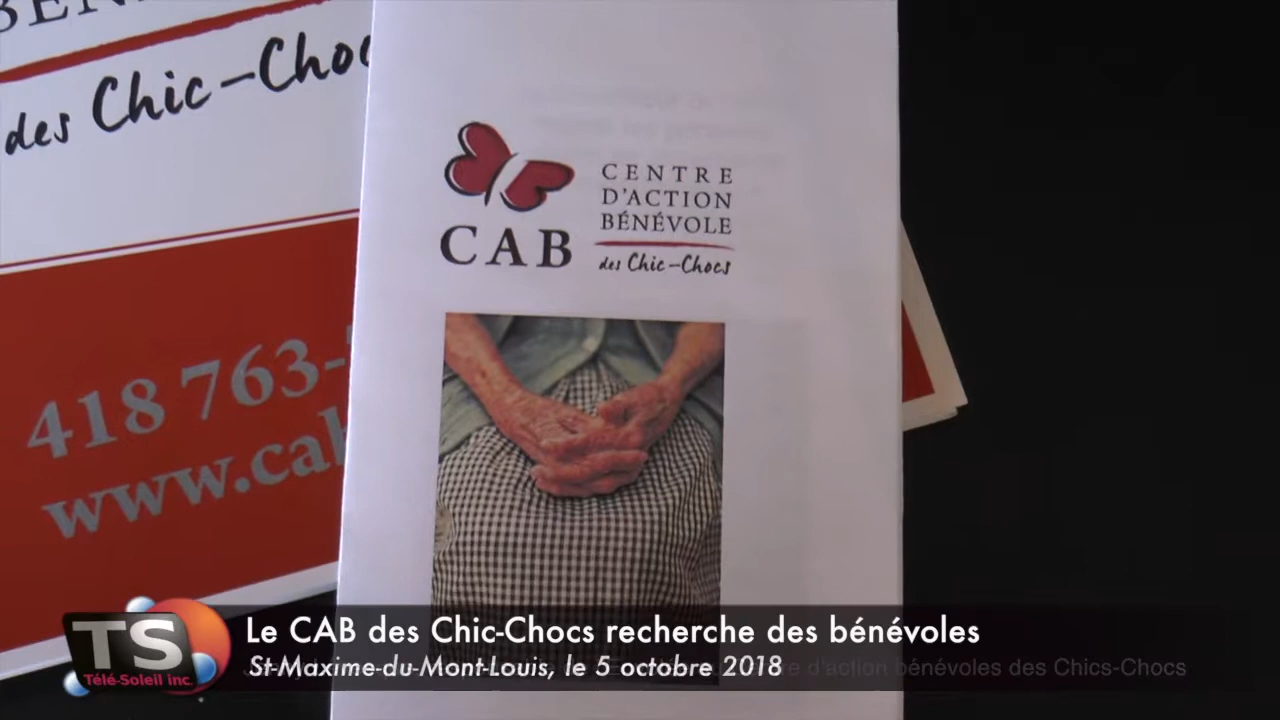 des Chic-Choc
418 763-
www.cab
CAB
CENTRE
D'ACTION
BÉNÉVOLE
des Chic-Chocs
TS
Télé-Soleil inc.
Le CAB des Chic-Chocs recherche des bénévoles
St-Maxime-du-Mont-Louis, le 5 octobre 2018
d'action bénévoles des Chics-Chocs